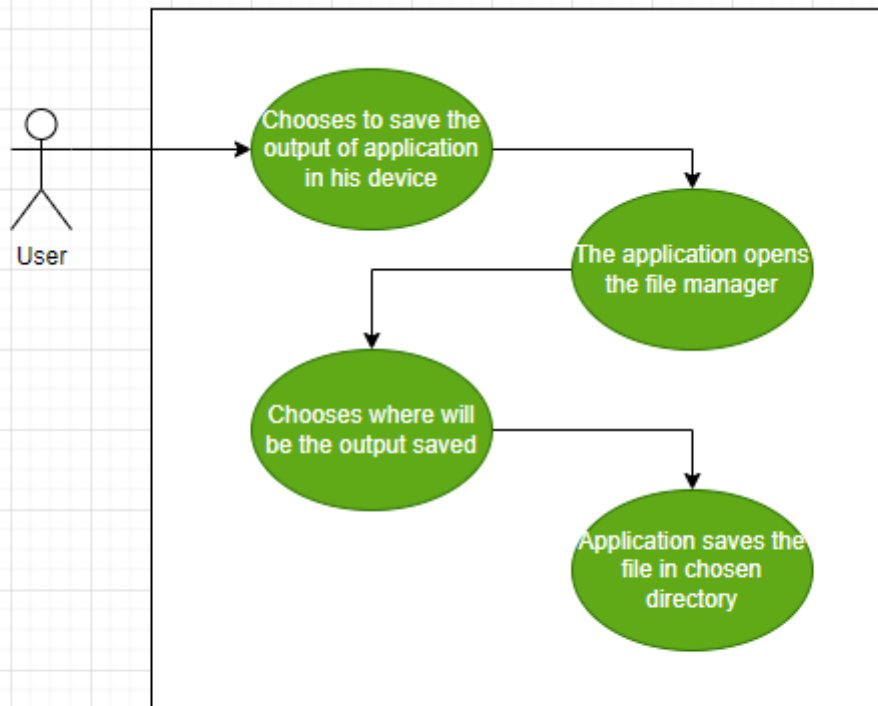 Chooses to save the
output of application
in his device
User
The application opens
the file manager
Chooses where will
be the output saved
Application saves the
file in chosen
directory